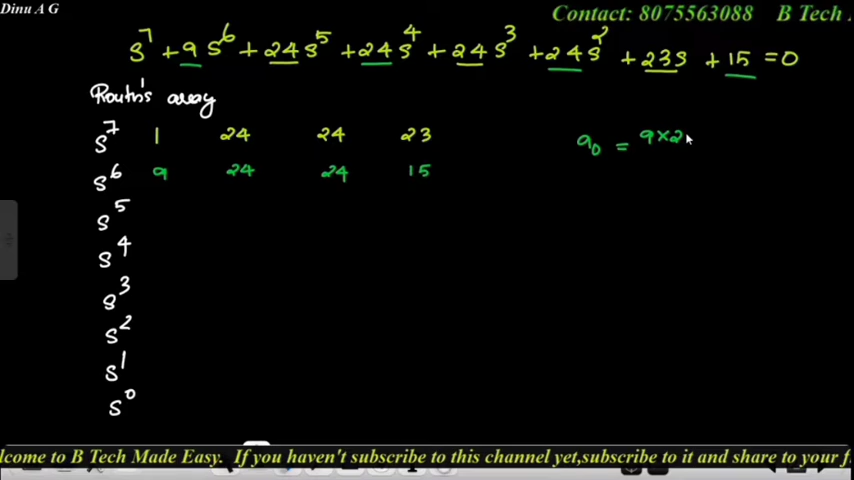 Dinu A G
Contact: 8075563088 B Tech
s⁷ + 9s⁶ + 24s⁵ + 24s⁴ + 24s³ + 24s² + 23s + 15 = 0
Routh's array
s⁷ 1 24 24 23
a₀ = 9×2
s⁶ 9 24 24 15
s⁵
s⁴
s³
s²
s¹
s⁰
lcome to B Tech Made Easy. If you haven't subscribe to this channel yet,subscribe to it and share to your f